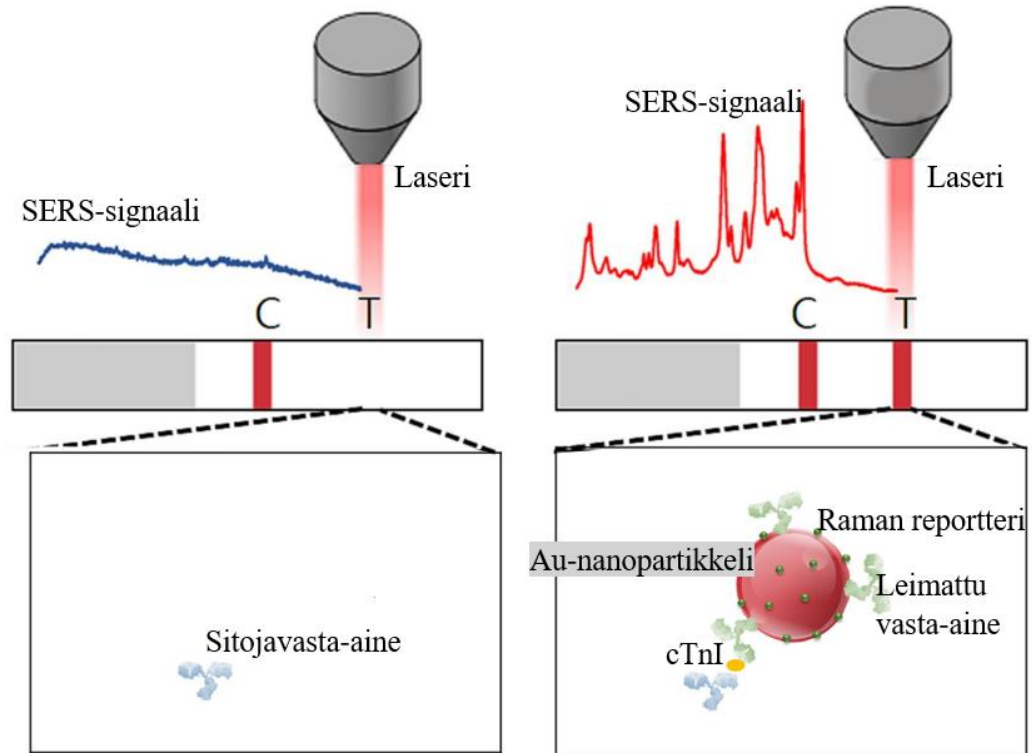 SERS-signaali
Laseri
C
T
Sitojavasta-aine
SERS-signaali
Laseri
C
T
Raman reportteri
Au-nanopartikkeli
Leimattu
vasta-aine
cTnI